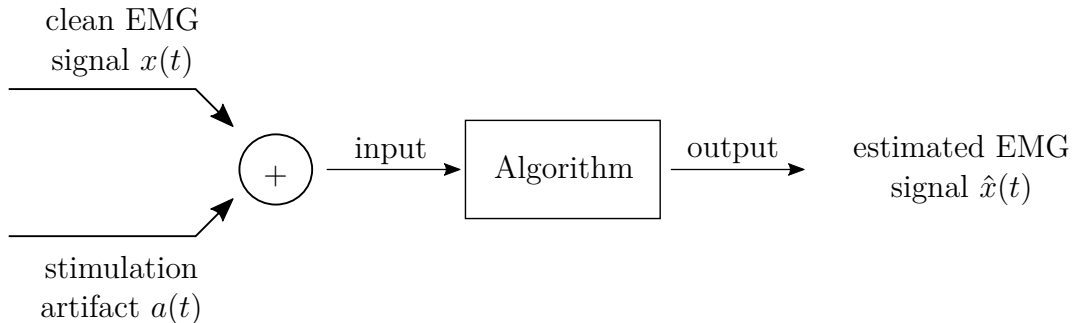 clean EMG
signal x(t)
+
input
Algorithm
output
estimated EMG
signal x̂(t)
stimulation
artifact a(t)